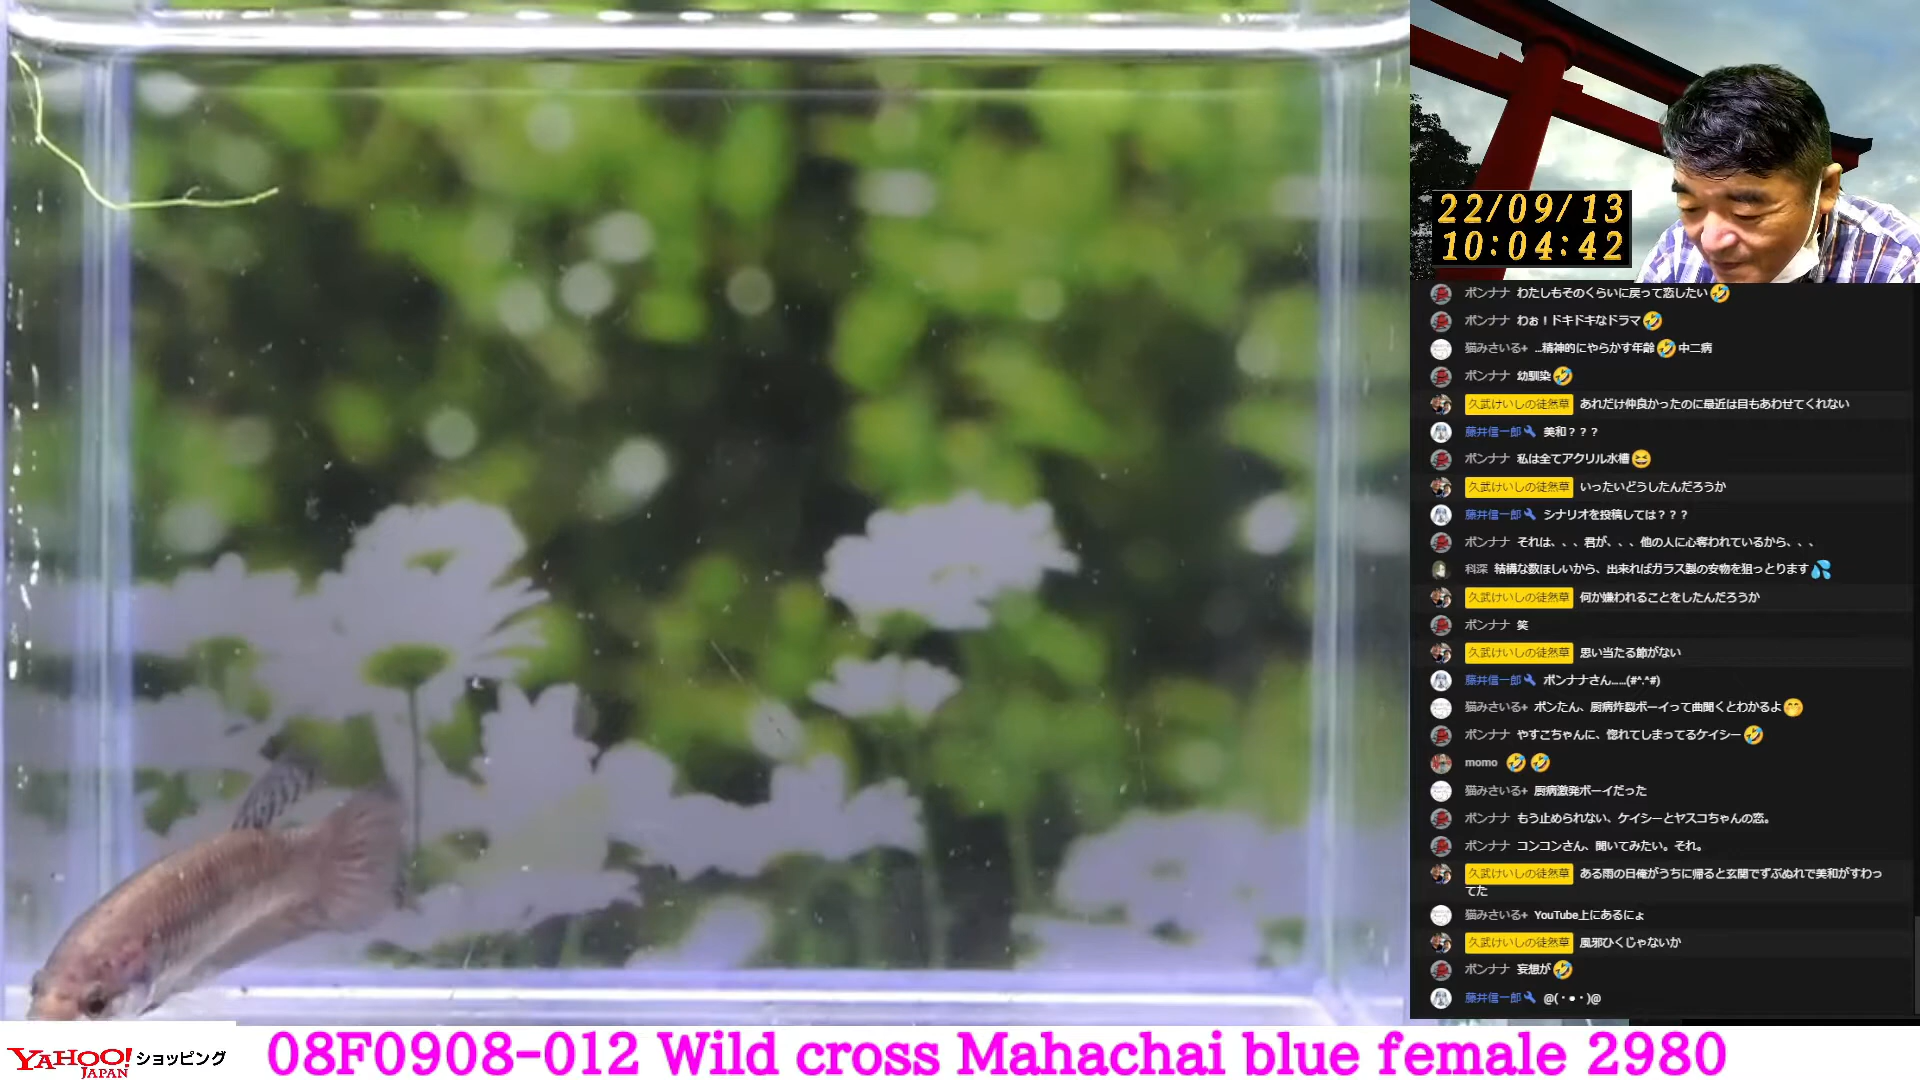 22/09/13
10:04:42
ボンナナ わたしもそのくらいに戻って恋したい🤣
ボンナナ わぉ！ドキドキなドラマ🤣
猫みさいる+ …精神的にやらかす年齢🤣中二病
ボンナナ 幼馴染🤣
久武けいしの徒然草 あれだけ仲良かったのに最近は目もあわせてくれない
藤井信一郎 美和？？？
ボンナナ 私は全てアクリル水槽😆
久武けいしの徒然草 いったいどうしたんだろうか
藤井信一郎 シナリオを投稿しては？？？
ボンナナ それは、、、君が、、、他の人に心奪われているから、、、
科深 結構な数ほしいから、出来ればガラス製の安物を狙っとります💦
久武けいしの徒然草 何か嫌われることをしたんだろうか
ボンナナ 笑
久武けいしの徒然草 思い当たる節がない
藤井信一郎 ボンナナさん……(#^.^#)
猫みさいる+ ボンたん、厨病炸裂ボーイって曲聞くとわかるよ🤭
ボンナナ やすこちゃんに、惚れてしまってるケイシー🤣
momo 🤣🤣
猫みさいる+ 厨病激発ボーイだった
ボンナナ もう止められない、ケイシーとヤスコちゃんの恋。
ボンナナ コンコンさん、聞いてみたい。それ。
久武けいしの徒然草 ある雨の日俺がうちに帰ると玄関でずぶぬれで美和がすわっ
てた
猫みさいる+ YouTube上にあるにょ
久武けいしの徒然草 風邪ひくじゃないか
ボンナナ 妄想が🤣
藤井信一郎 @(・●・)@
YAHOO! JAPAN ショッピング
08F0908-012 Wild cross Mahachai blue female 2980